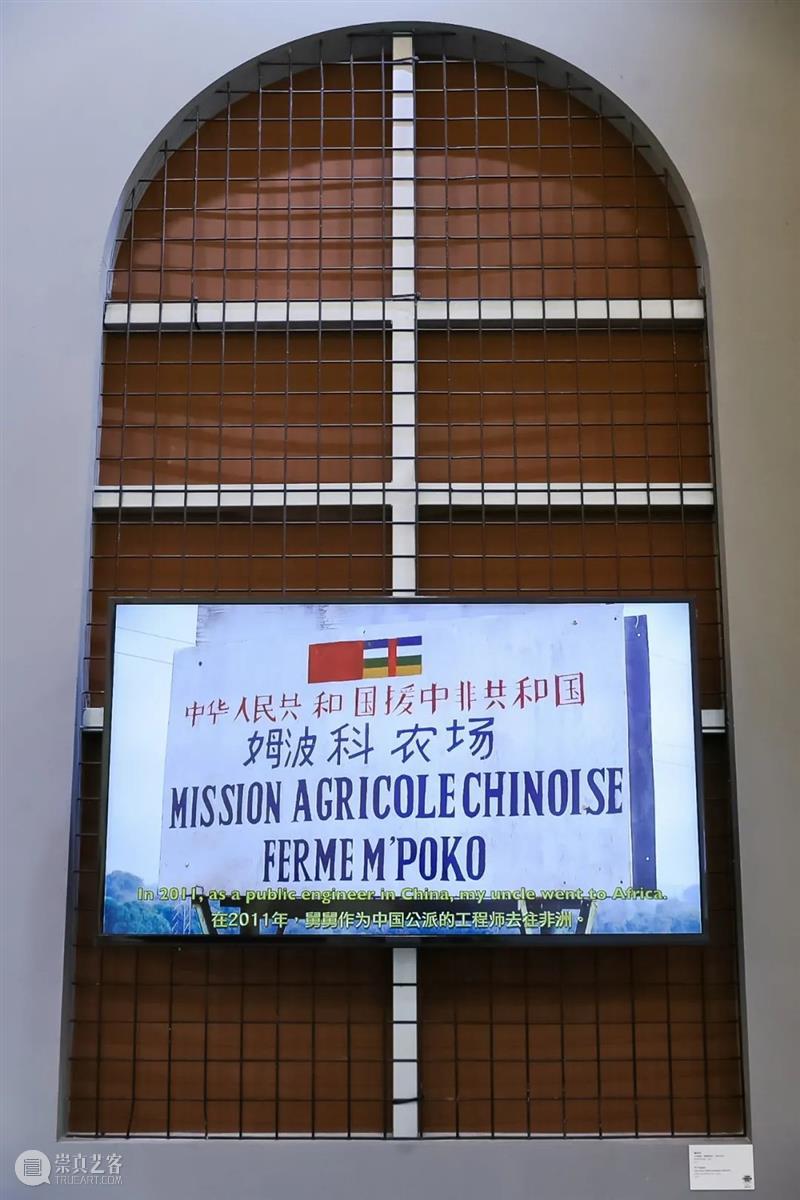 中华人民共和国援中非共和国
姆波科农场
MISSION AGRICOLE CHINOISE
FERME M'POKO
In 2011, as a public engineer in China, my uncle went to Africa.
在2011年，舅舅作为中国公派的工程师去往非洲。
崇真艺客
TRUEART.COM